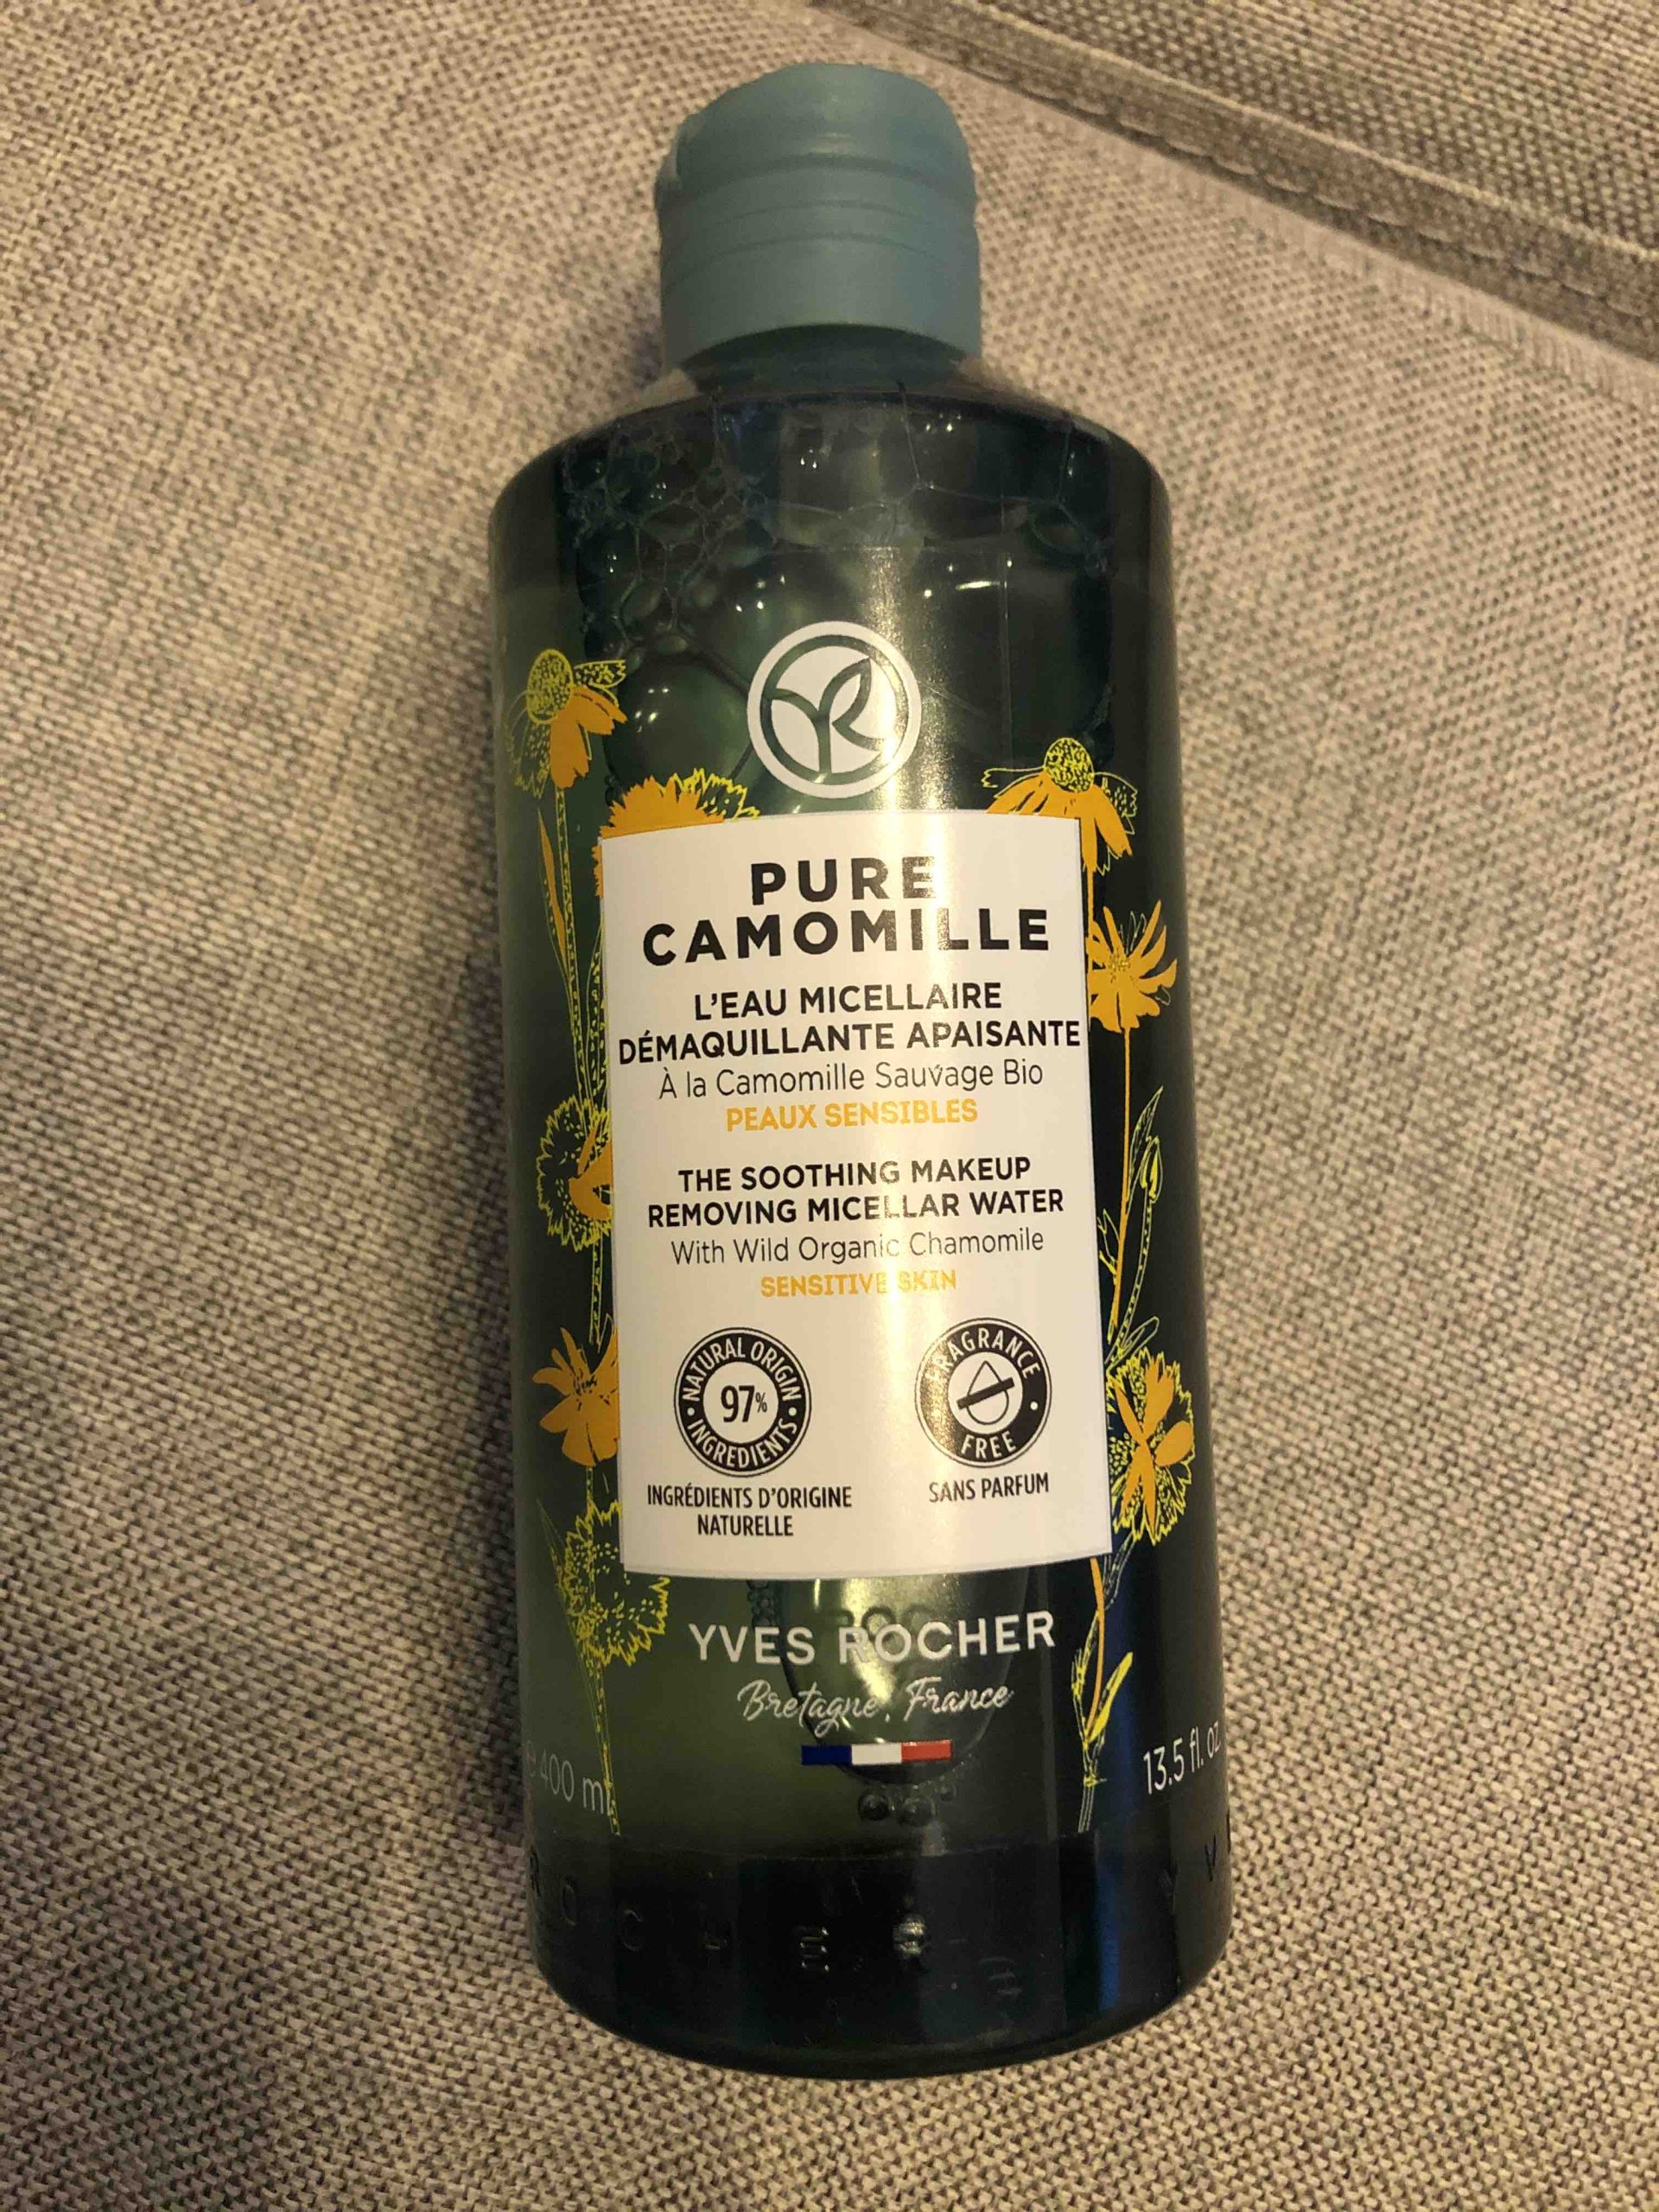 YR
PURE
CAMOMILLE
L'EAU MICELLAIRE
DÉMAQUILLANTE APAISANTE
À la Camomille Sauvage Bio
PEAUX SENSIBLES
THE SOOTHING MAKEUP
REMOVING MICELLAR WATER
With Wild Organic Chamomile
SENSITIVE SKIN
NATURAL ORIGIN
97%
INGREDIENTS
INGRÉDIENTS D'ORIGINE
NATURELLE
FRAGRANCE
FREE
SANS PARFUM
YVES ROCHER
Bretagne, France
e 400 ml
13.5 fl. oz
ROCHER